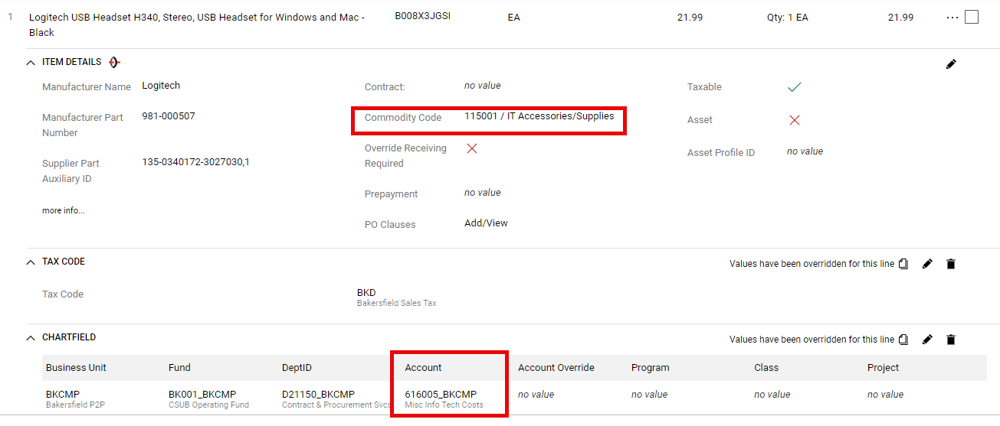 1 Logitech USB Headset H340, Stereo, USB Headset for Windows and Mac - B008X3JGSI EA 21.99 Qty: 1 EA 21.99 ...
Black
ITEM DETAILS
Manufacturer Name Logitech Contract: no value Taxable
Manufacturer Part 981-000507 Commodity Code 115001 / IT Accessories/Supplies Asset
Number
Override Receiving Asset Profile ID no value
Required
Supplier Part 135-0340172-3027030,1
Auxiliary ID
Prepayment no value
more info...
PO Clauses Add/View
TAX CODE Values have been overridden for this line
Tax Code BKD
Bakersfield Sales Tax
CHARTFIELD Values have been overridden for this line
Business Unit Fund DeptID Account Account Override Program Class Project
BKCMP BK001_BKCMP D21150_BKCMP 616005_BKCMP no value no value no value no value
Bakersfield P2P CSUB Operating Fund Contract & Procurement Svcs Misc Info Tech Costs